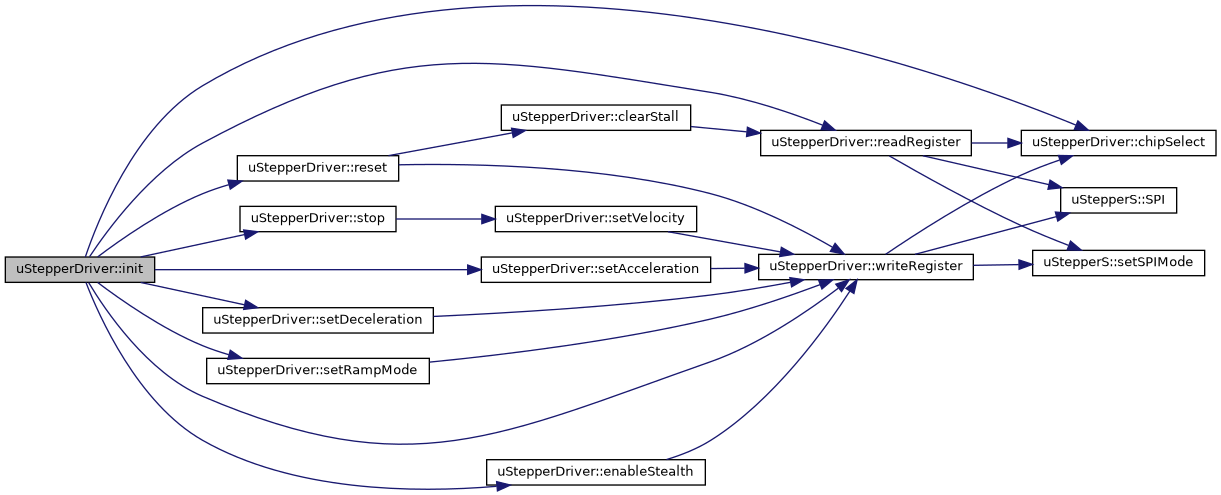 uStepperDriver::init
uStepperDriver::reset
uStepperDriver::stop
uStepperDriver::setDeceleration
uStepperDriver::setRampMode
uStepperDriver::clearStall
uStepperDriver::setVelocity
uStepperDriver::setAcceleration
uStepperDriver::enableStealth
uStepperDriver::readRegister
uStepperDriver::writeRegister
uStepperDriver::chipSelect
uStepperS::SPI
uStepperS::setSPIMode